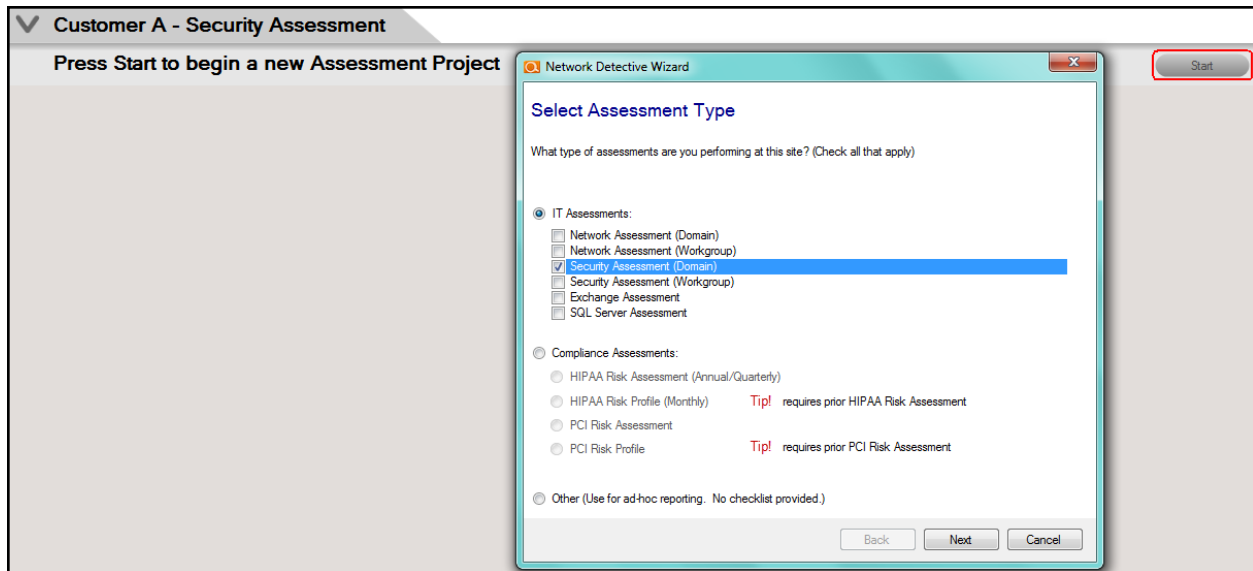 Customer A - Security Assessment
Press Start to begin a new Assessment Project
Start
Network Detective Wizard
Select Assessment Type
What type of assessments are you performing at this site? (Check all that apply)
IT Assessments:
Network Assessment (Domain)
Network Assessment (Workgroup)
Security Assessment (Domain)
Security Assessment (Workgroup)
Exchange Assessment
SQL Server Assessment
Compliance Assessments:
HIPAA Risk Assessment (Annual/Quarterly)
HIPAA Risk Profile (Monthly) Tip! requires prior HIPAA Risk Assessment
PCI Risk Assessment
PCI Risk Profile Tip! requires prior PCI Risk Assessment
Other (Use for ad-hoc reporting. No checklist provided.)
Back Next Cancel